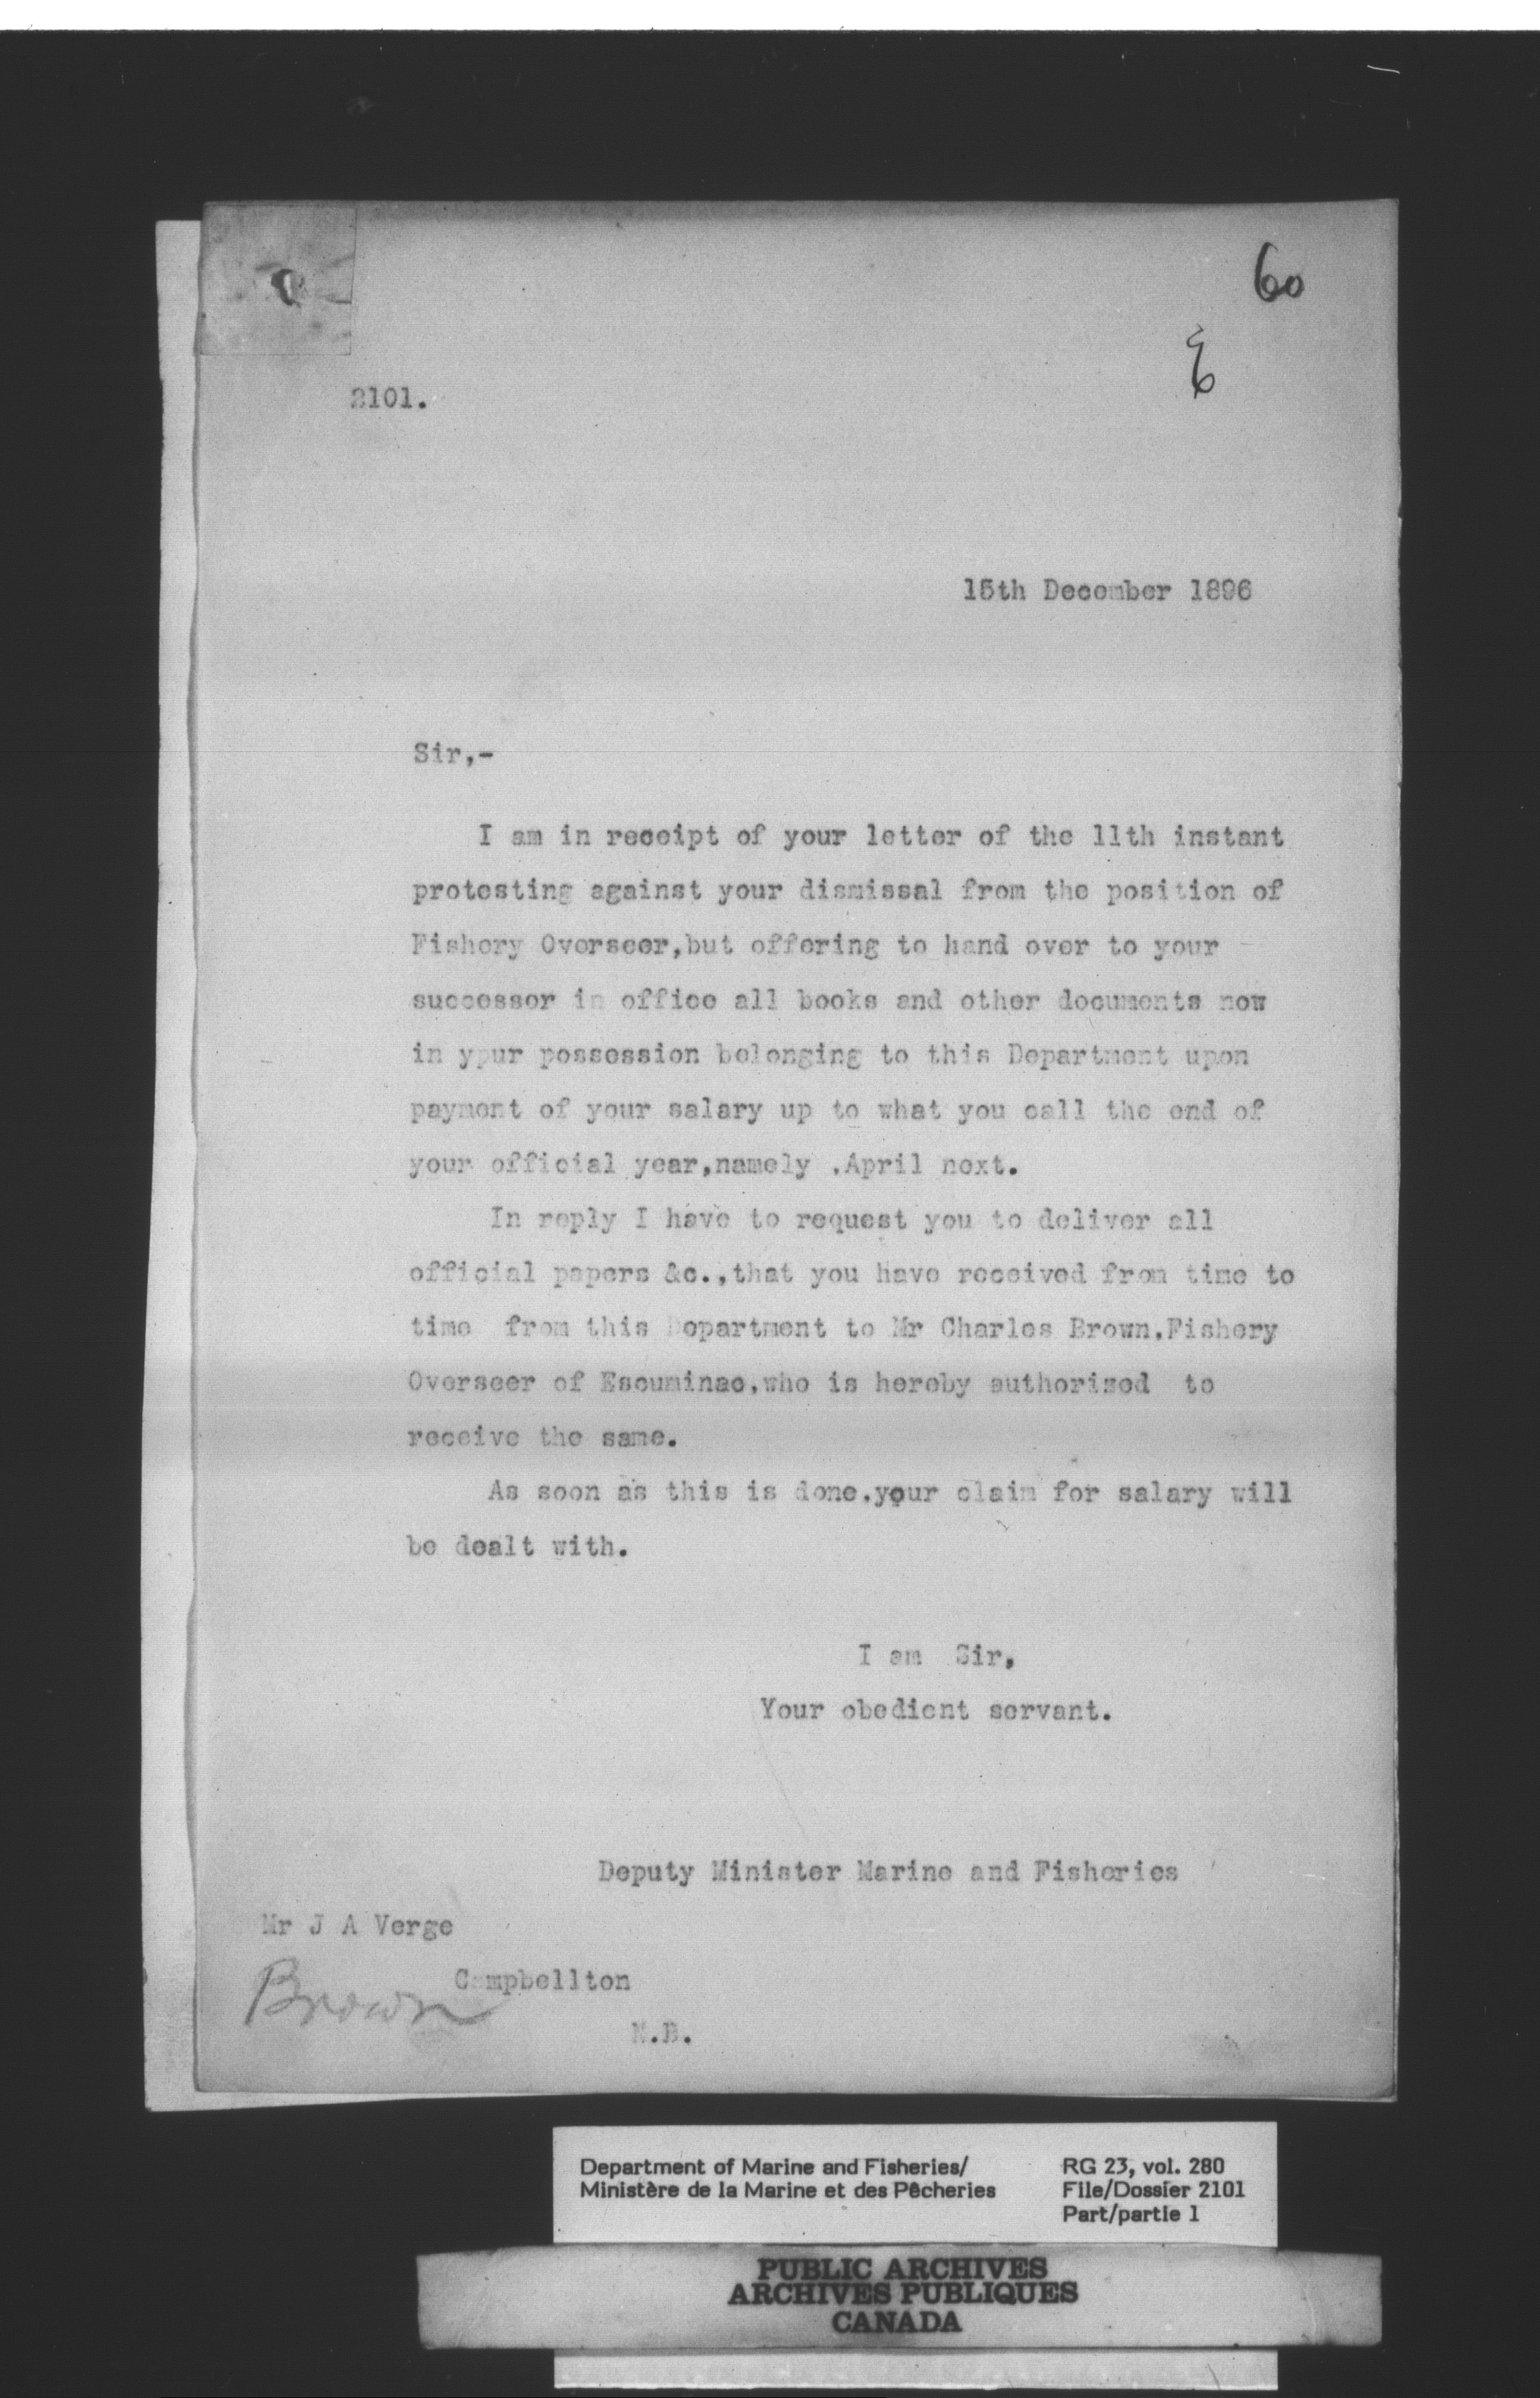 60
2101.
15th December 1896
Sir,-
I am in receipt of your letter of the 11th instant
protesting against your dismissal from the position of
Fishery Overseer,but offering to hand over to your
successor in office all books and other documents now
in ypur possession belonging to this Department upon
payment of your salary up to what you call the end of
your official year,namely ,April next.
In reply I have to request you to deliver all
official papers &c.,that you have received from time to
time from this Department to Mr Charles Brown,Fishery
Overseer of Escuminac,who is hereby authorized to
receive the same.
As soon as this is done,your claim for salary will
be dealt with.
I am Sir,
Your obedient servant.
Deputy Minister Marine and Fisheries
Mr J A Verge
Campbellton
N.B.
Brown
Department of Marine and Fisheries/
Ministère de la Marine et des Pêcheries
RG 23, vol. 280
File/Dossier 2101
Part/partie 1
PUBLIC ARCHIVES
ARCHIVES PUBLIQUES
CANADA